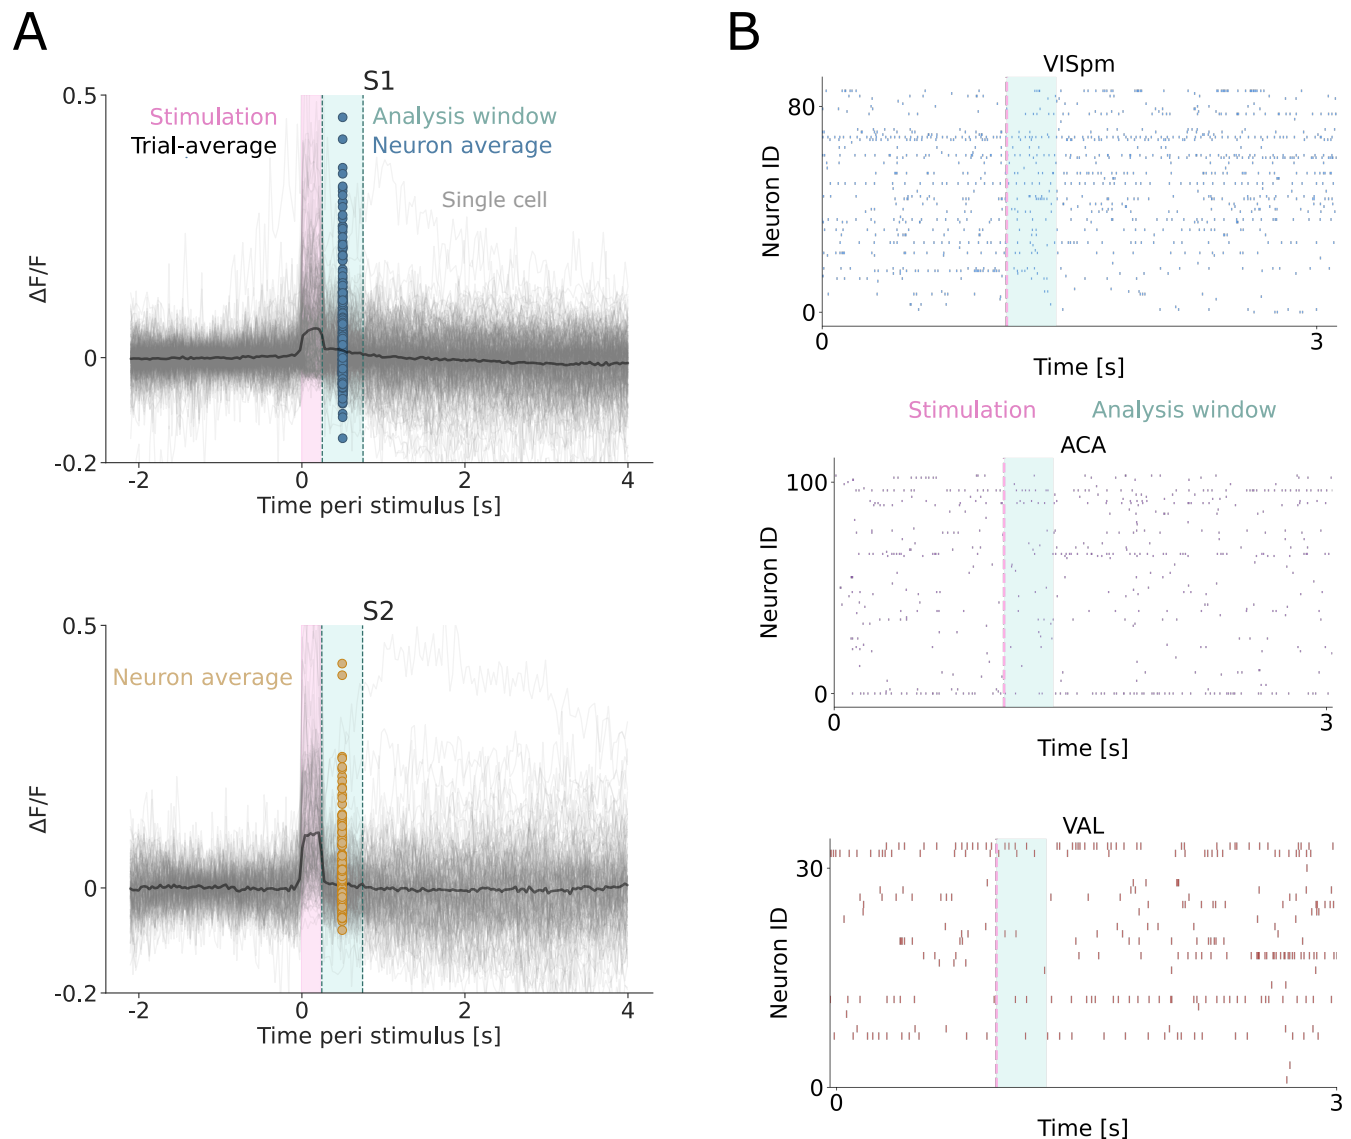 A
S1
0.5
Stimulation
Analysis window
Trial-average
Neuron average
Single cell
ΔF/F
0
-0.2
-2
0
2
4
Time peri stimulus [s]
S2
0.5
Neuron average
ΔF/F
0
-0.2
-2
0
2
4
Time peri stimulus [s]
B
VISpm
80
Neuron ID
0
0
3
Time [s]
Stimulation
Analysis window
ACA
100
Neuron ID
0
0
3
Time [s]
VAL
30
Neuron ID
0
0
3
Time [s]